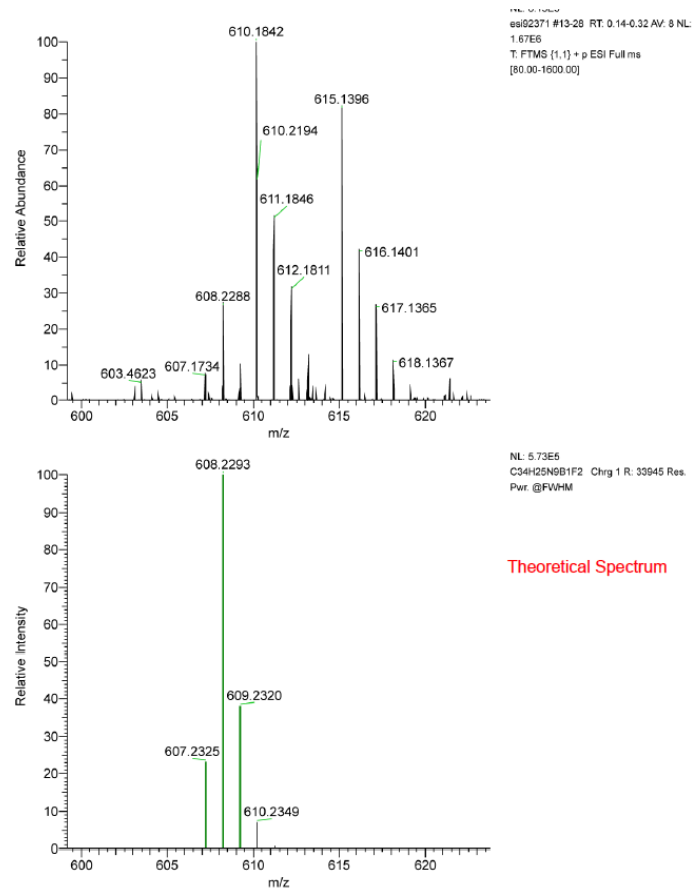 esi92371 #13-28 RT: 0.14-0.32 AV: 8 NL:
1.67E6
T: FTMS {1,1} + p ESI Full ms
[80.00-1600.00]
610.1842
100
90
615.1396
80
610.2194
70
60
611.1846
50
616.1401
40
612.1811
608.2288
30
617.1365
20
618.1367
607.1734
603.4623
10
0
Relative Abundance
600 605 610 615 620
m/z
NL: 5.73E5
C34H25N9B1F2 Chrg 1 R: 33945 Res.
Pwr. @FWHM
Theoretical Spectrum
608.2293
100
90
80
70
60
50
609.2320
40
30
607.2325
20
610.2349
10
0
Relative Intensity
600 605 610 615 620
m/z